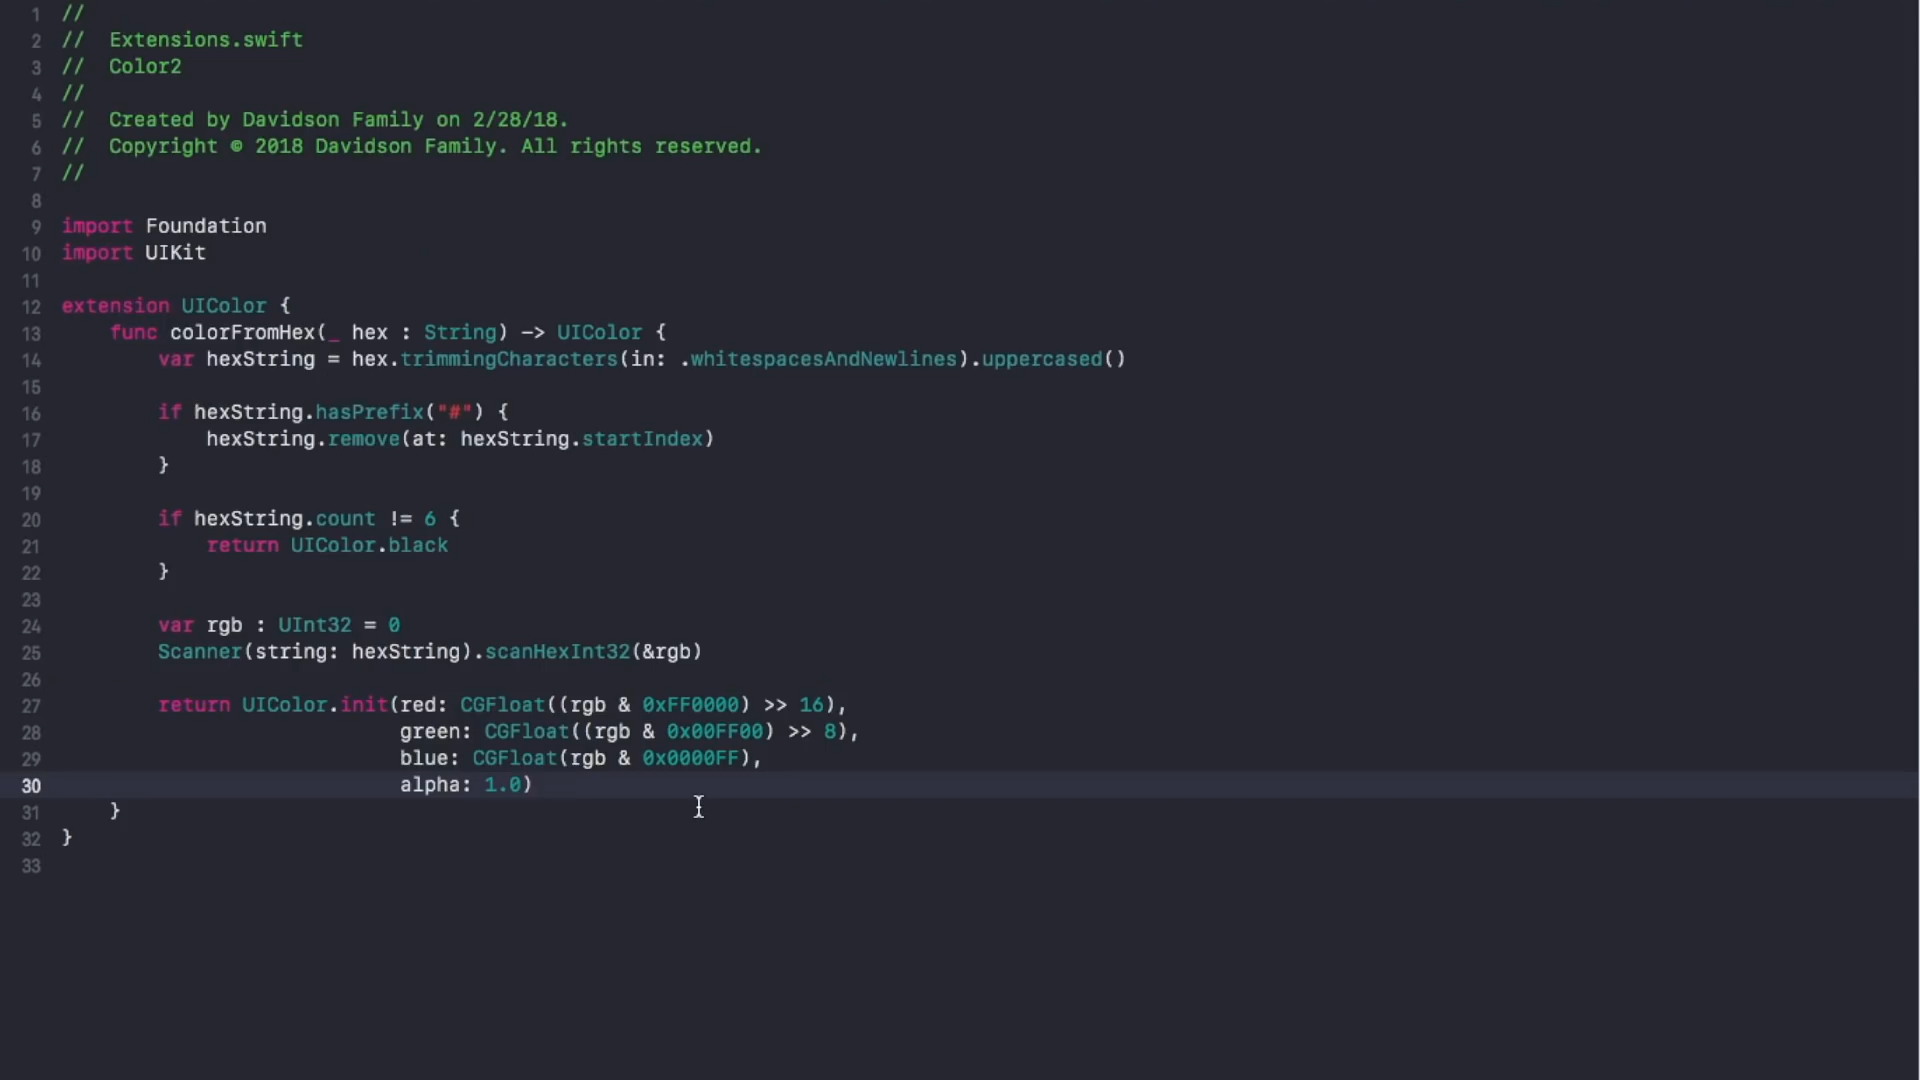 1 //
2 //  Extensions.swift
3 //  Color2
4 //
5 //  Created by Davidson Family on 2/28/18.
6 //  Copyright © 2018 Davidson Family. All rights reserved.
7 //
8
9 import Foundation
10 import UIKit
11
12 extension UIColor {
13     func colorFromHex(_ hex : String) -> UIColor {
14         var hexString = hex.trimmingCharacters(in: .whitespacesAndNewlines).uppercased()
15
16         if hexString.hasPrefix("#") {
17             hexString.remove(at: hexString.startIndex)
18         }
19
20         if hexString.count != 6 {
21             return UIColor.black
22         }
23
24         var rgb : UInt32 = 0
25         Scanner(string: hexString).scanHexInt32(&rgb)
26
27         return UIColor.init(red: CGFloat((rgb & 0xFF0000) >> 16),
28                             green: CGFloat((rgb & 0x00FF00) >> 8),
29                             blue: CGFloat(rgb & 0x0000FF),
30                             alpha: 1.0)
31     }
32 }
33